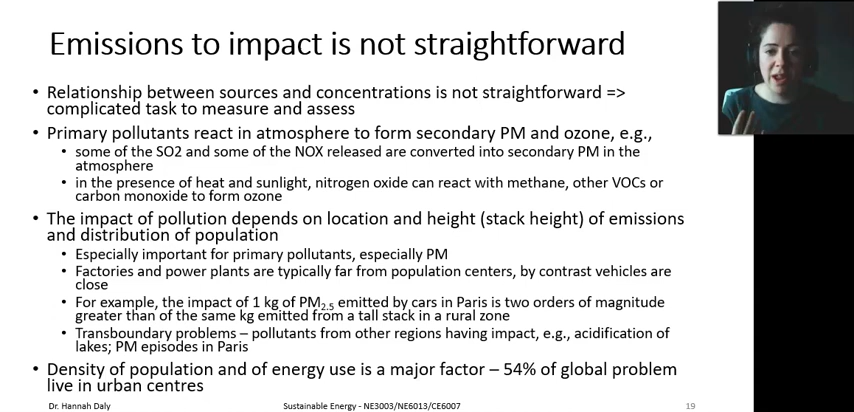 Emissions to impact is not straightforward
• Relationship between sources and concentrations is not straightforward =>
complicated task to measure and assess
• Primary pollutants react in atmosphere to form secondary PM and ozone, e.g.,
• some of the SO2 and some of the NOX released are converted into secondary PM in the
atmosphere
• in the presence of heat and sunlight, nitrogen oxide can react with methane, other VOCs or
carbon monoxide to form ozone
• The impact of pollution depends on location and height (stack height) of emissions
and distribution of population
• Especially important for primary pollutants, especially PM
• Factories and power plants are typically far from population centers, by contrast vehicles are
close
• For example, the impact of 1 kg of PM2.5 emitted by cars in Paris is two orders of magnitude
greater than of the same kg emitted from a tall stack in a rural zone
• Transboundary problems – pollutants from other regions having impact, e.g., acidification of
lakes; PM episodes in Paris
• Density of population and of energy use is a major factor – 54% of global problem
live in urban centres
Dr. Hannah Daly
Sustainable Energy - NE3003/NE6013/CE6007
19